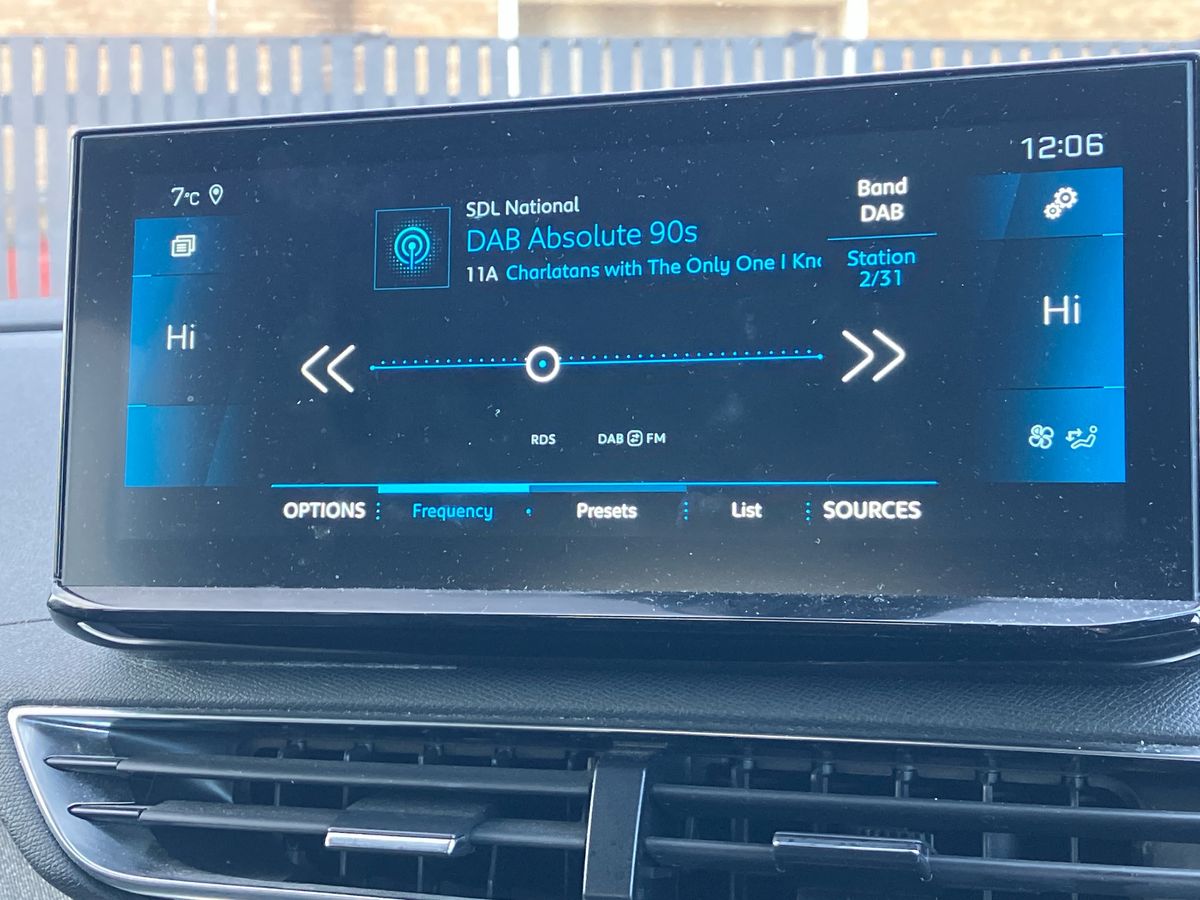 7°C
12:06
Hi
SDL National
DAB Absolute 90s
11A Charlatans with The Only One I Kno
Band
DAB
Station
2/31
Hi
RDS
DAB FM
OPTIONS Frequency Presets List SOURCES